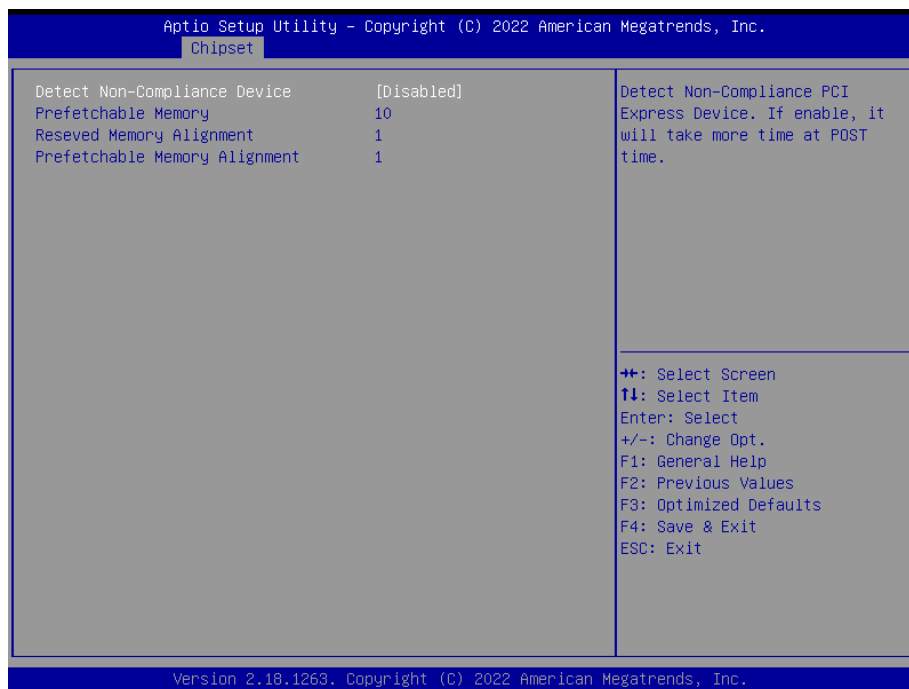 Aptio Setup Utility – Copyright (C) 2022 American Megatrends, Inc.
Chipset
Detect Non-Compliance Device [Disabled]
Prefetchable Memory 10
Reseved Memory Alignment 1
Prefetchable Memory Alignment 1
Detect Non-Compliance PCI
Express Device. If enable, it
will take more time at POST
time.
→←: Select Screen
↑↓: Select Item
Enter: Select
+/-: Change Opt.
F1: General Help
F2: Previous Values
F3: Optimized Defaults
F4: Save & Exit
ESC: Exit
Version 2.18.1263. Copyright (C) 2022 American Megatrends, Inc.